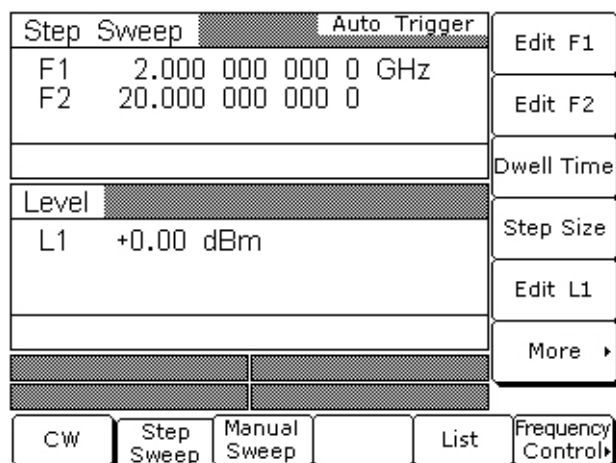 Step Sweep
Auto Trigger
F1 2.000 000 000 0 GHz
F2 20.000 000 000 0
Level
L1 +0.00 dBm
Edit F1
Edit F2
Dwell Time
Step Size
Edit L1
More
CW
Step
Sweep
Manual
Sweep
List
Frequency
Control